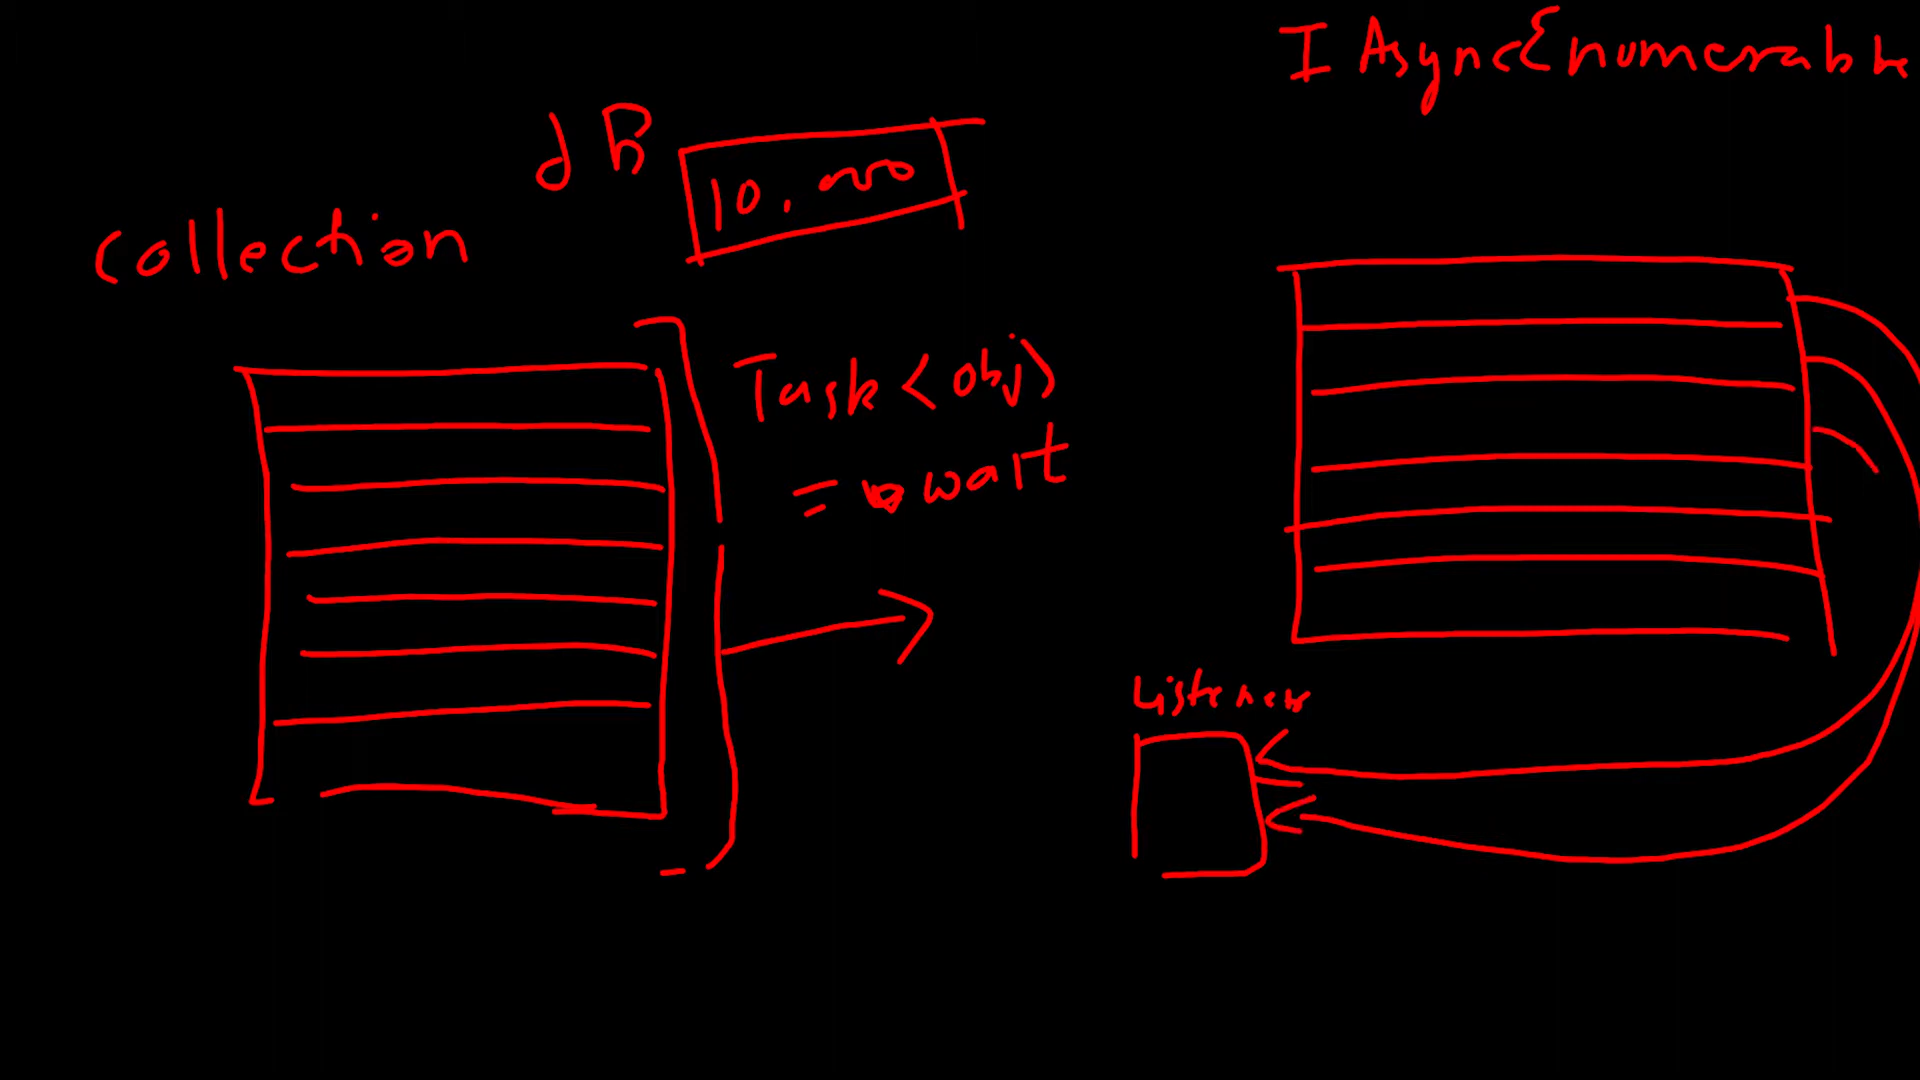 IAsyncEnumerable
dB
10.000
Collection
Task<obj>
= await
Listener